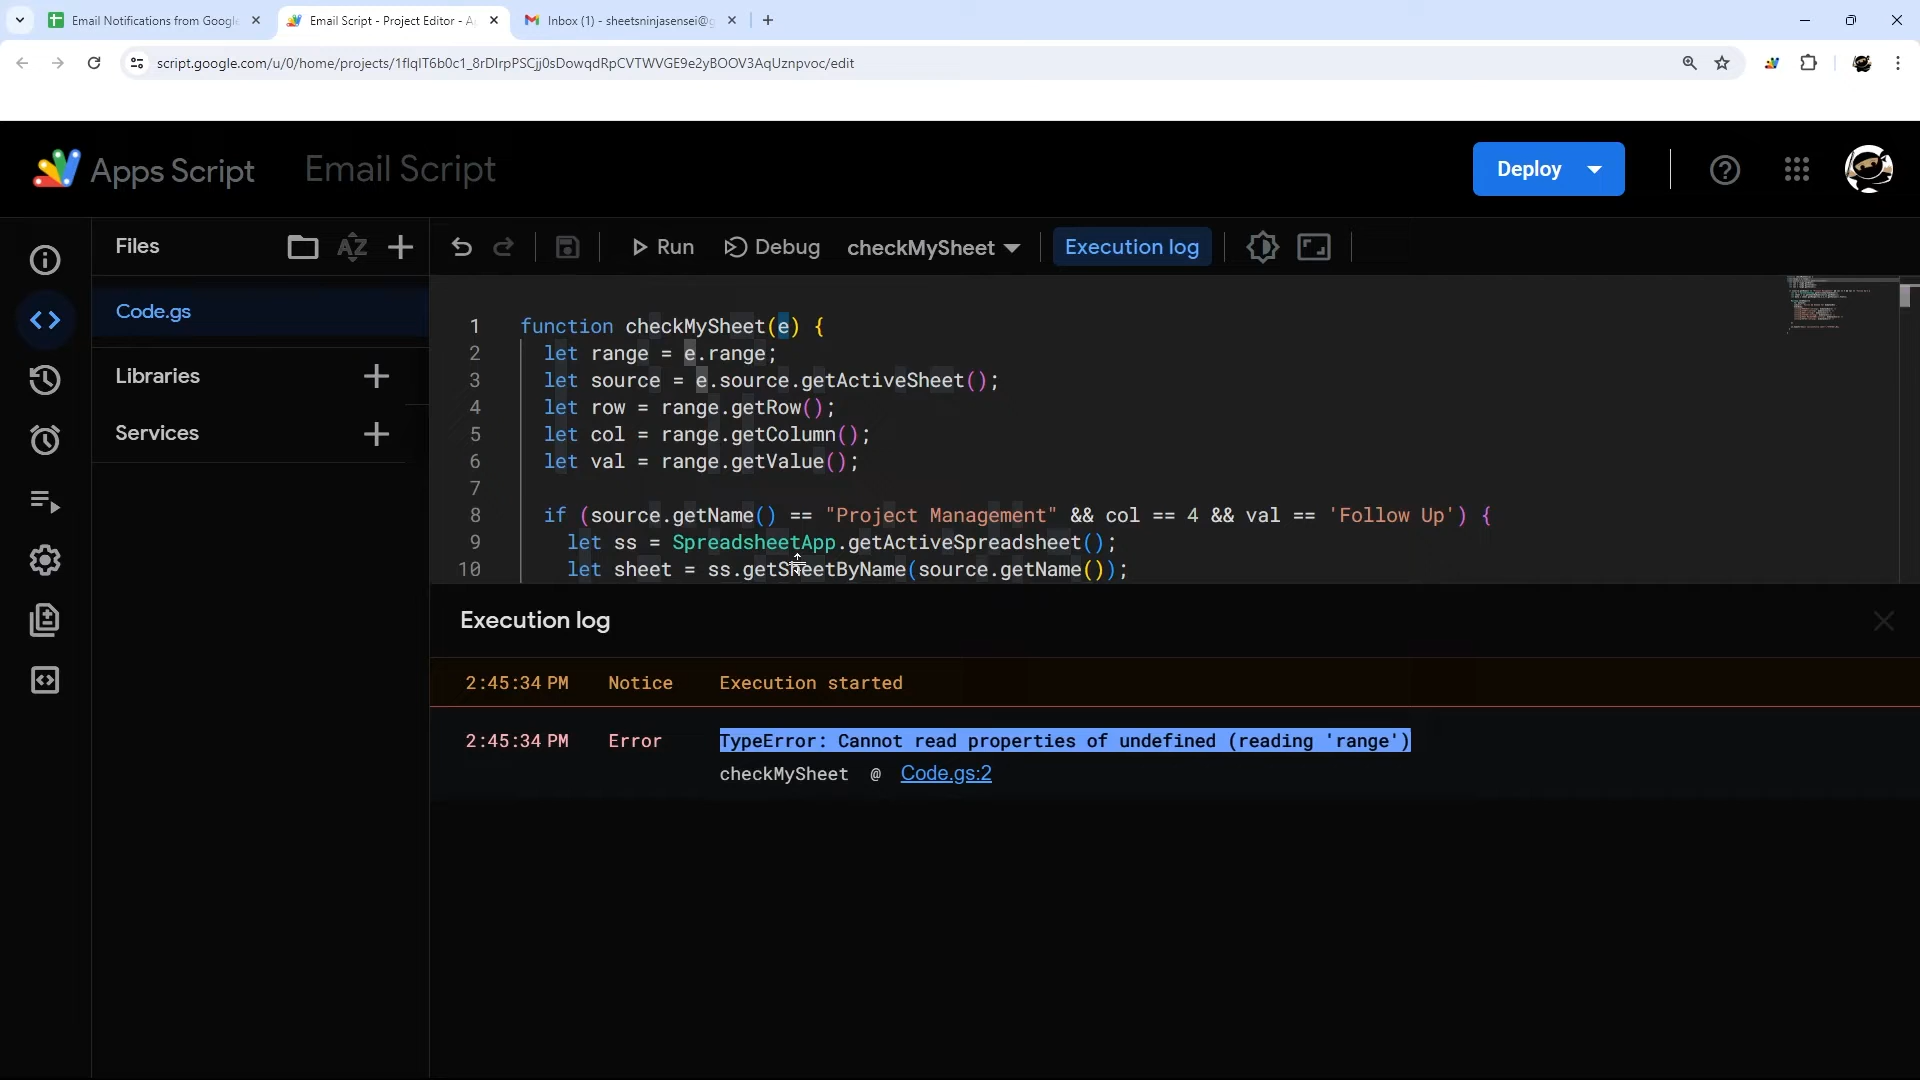 Email Notifications from Google
Email Script - Project Editor - A
Inbox (1) - sheetsninjasensei@g
script.google.com/u/0/home/projects/1flqIT6b0c1_8rDIrpPSCjj0sDowqdRpCVTWVGE9e2yBOOV3AqUznpvoc/edit
Apps Script
Email Script
Deploy
Files
AZ
Run
Debug
checkMySheet
Execution log
Code.gs
Libraries
Services
1 function checkMySheet(e) {
2 let range = e.range;
3 let source = e.source.getActiveSheet();
4 let row = range.getRow();
5 let col = range.getColumn();
6 let val = range.getValue();
7
8 if (source.getName() == "Project Management" && col == 4 && val == 'Follow Up') {
9 let ss = SpreadsheetApp.getActiveSpreadsheet();
10 let sheet = ss.getSheetByName(source.getName());
Execution log
2:45:34 PM Notice Execution started
2:45:34 PM Error TypeError: Cannot read properties of undefined (reading 'range')
checkMySheet @ Code.gs:2